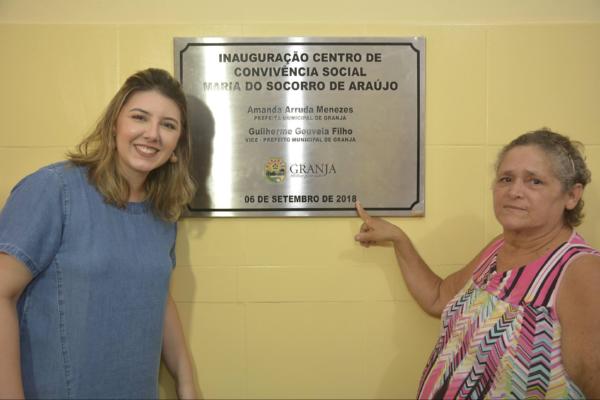 INAUGURAÇÃO CENTRO DE
CONVIVÊNCIA SOCIAL
MARIA DO SOCORRO DE ARAÚJO
Amanda Arruda Menezes
PREFEITA MUNICIPAL DE GRANJA
Guilherme Gouveia Filho
VICE - PREFEITO MUNICIPAL DE GRANJA
GRANJA
06 DE SETEMBRO DE 2018